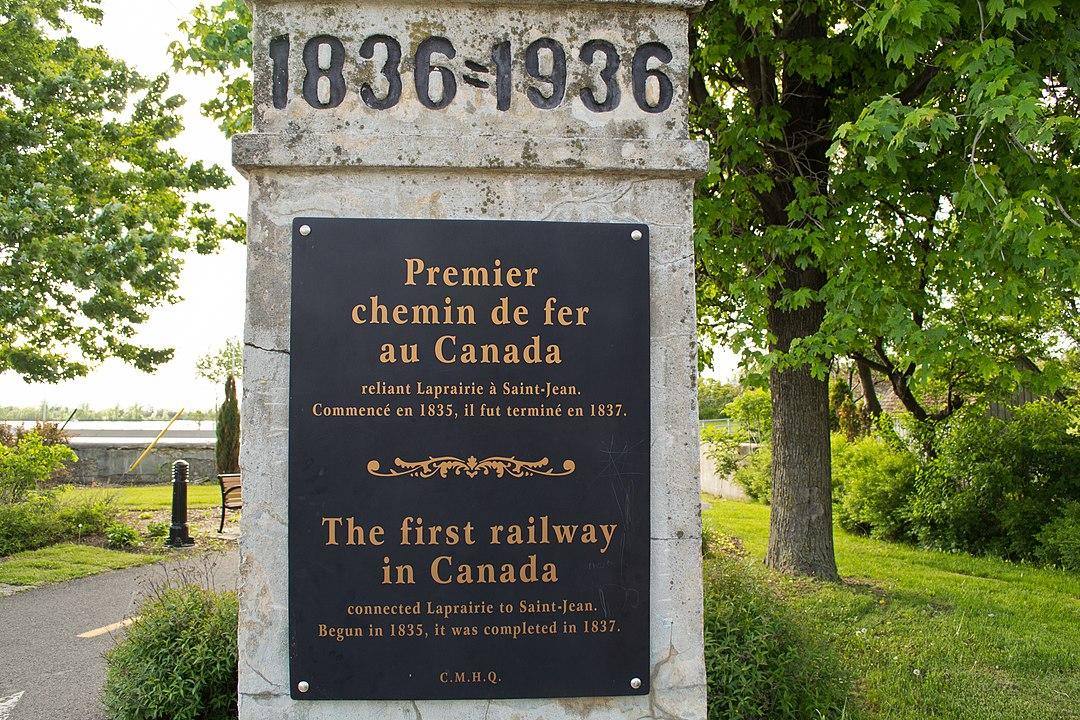 1836=1936
Premier
chemin de fer
au Canada
reliant Laprairie à Saint-Jean.
Commencé en 1835, il fut terminé en 1837.
The first railway
in Canada
connected Laprairie to Saint-Jean.
Begun in 1835, it was completed in 1837.
C.M.H.Q.